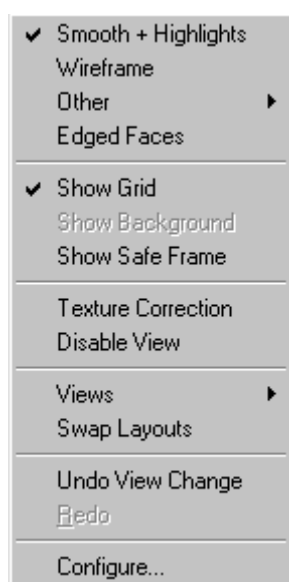 Smooth + Highlights
Wireframe
Other
Edged Faces
Show Grid
Show Background
Show Safe Frame
Texture Correction
Disable View
Views
Swap Layouts
Undo View Change
Redo
Configure...